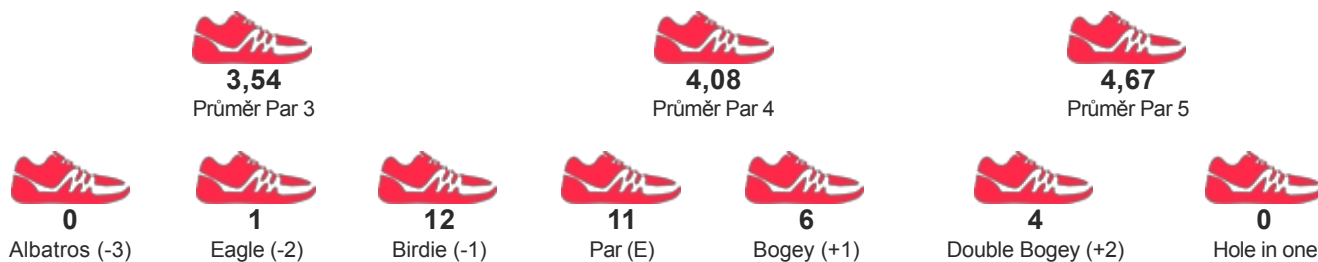 3,54 4,08 4,67
Průměr Par 3 Průměr Par 4 Průměr Par 5
0 1 12 11 6 4 0
Albatros (-3) Eagle (-2) Birdie (-1) Par (E) Bogey (+1) Double Bogey (+2) Hole in one